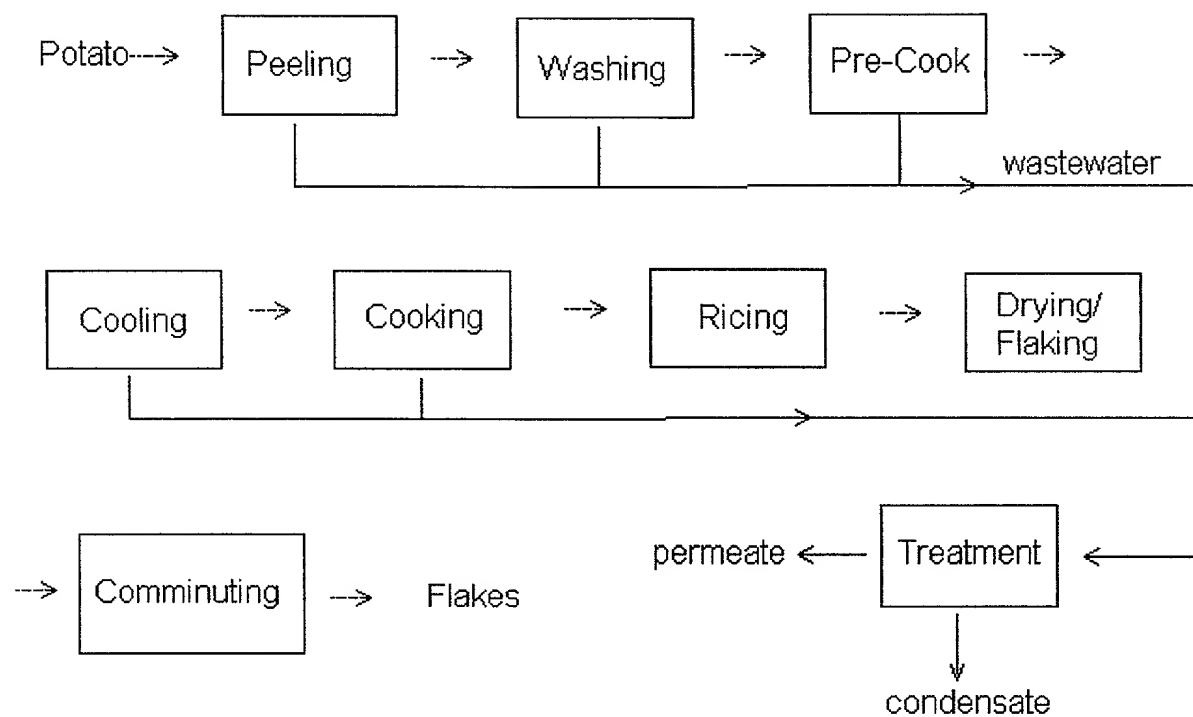 Potato
Peeling
Washing
Pre-Cook
wastewater
Cooling
Cooking
Ricing
Drying/
Flaking
Comminuting
Flakes
permeate
Treatment
condensate